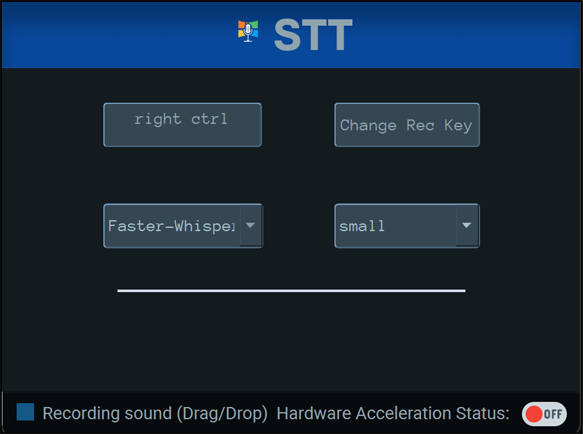 STT
right ctrl
Change Rec Key
Faster-Whisper
small
Recording sound (Drag/Drop) Hardware Acceleration Status: OFF